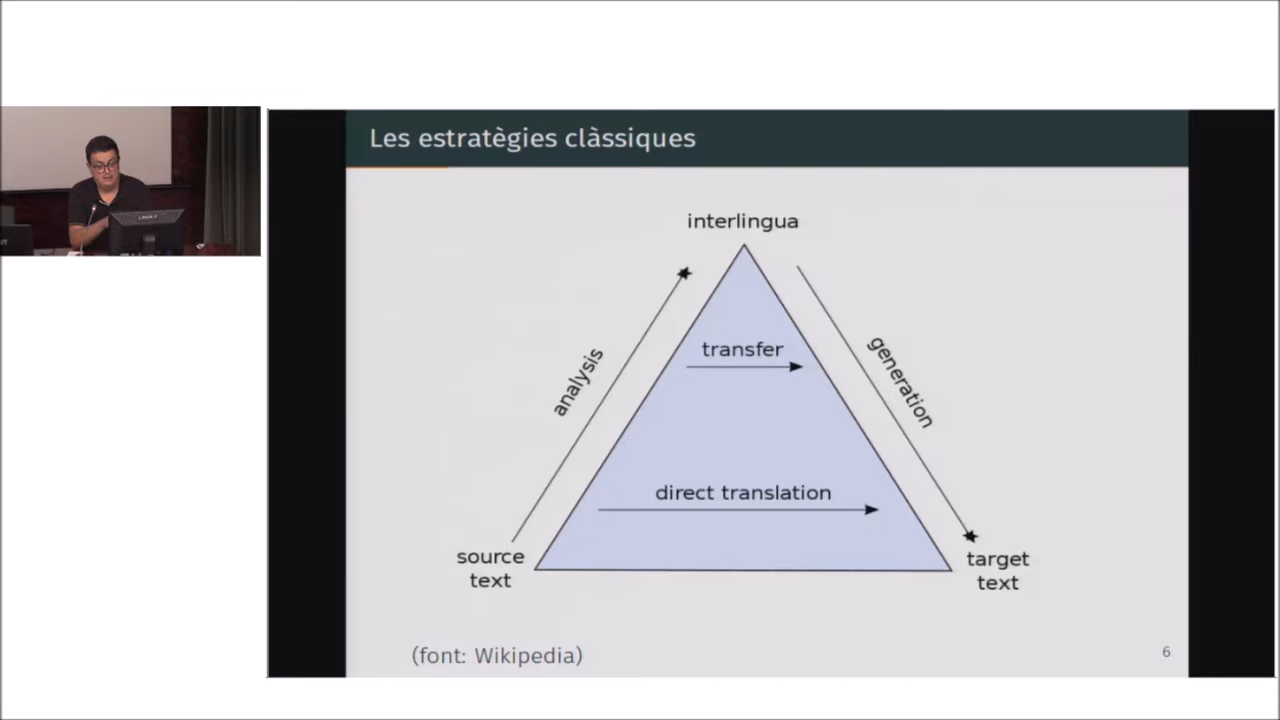 Les estratègies clàssiques
interlingua
transfer
analysis
generation
direct translation
source
text
target
text
(font: Wikipedia)
6